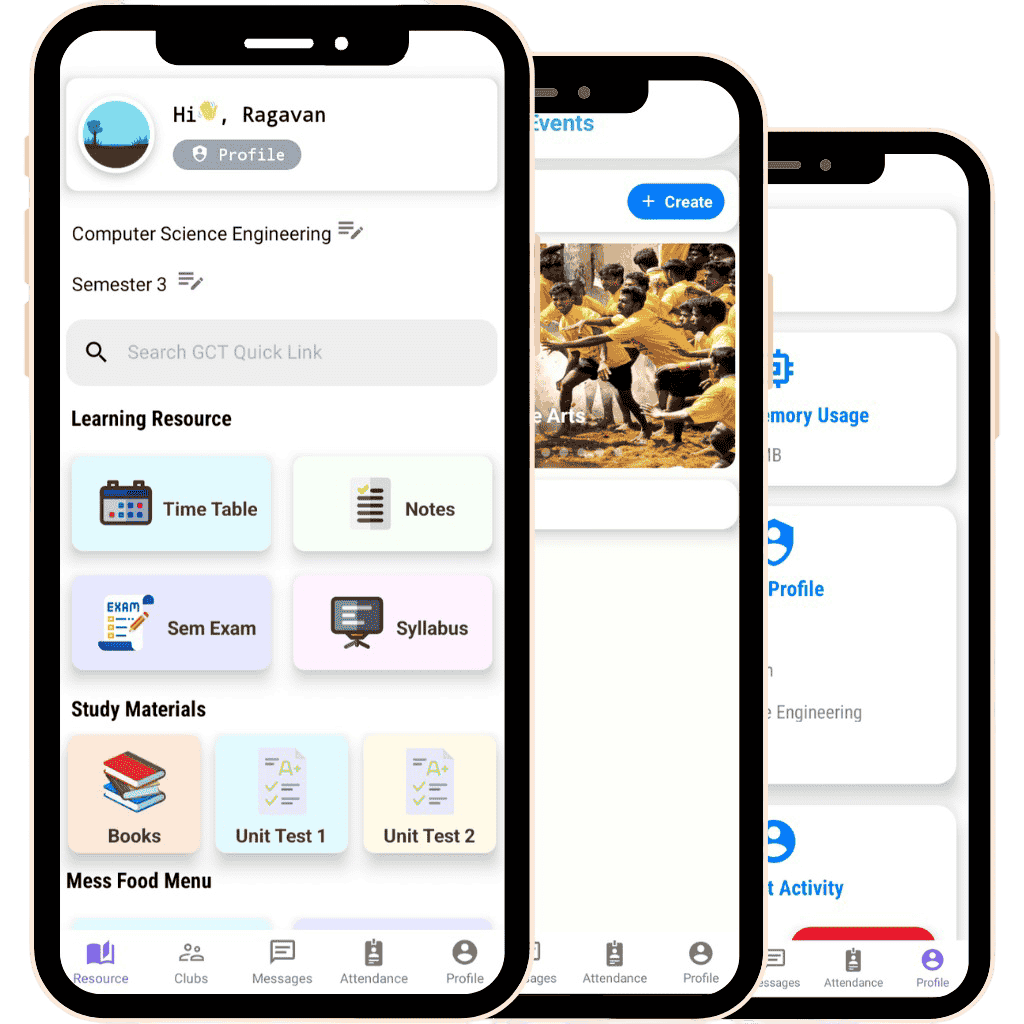 Hi👋, Ragavan
Profile
Computer Science Engineering
Semester 3
Search GCT Quick Link
Learning Resource
Time Table
Notes
EXAM
Sem Exam
Syllabus
Study Materials
A+
A+
Books
Unit Test 1
Unit Test 2
Mess Food Menu
Resource
Clubs
Messages
Attendance
Profile
Events
+ Create
e Arts
ages
Attendance
Profile
emory Usage
MB
Profile
n
e Engineering
t Activity
essages
Attendance
Profile